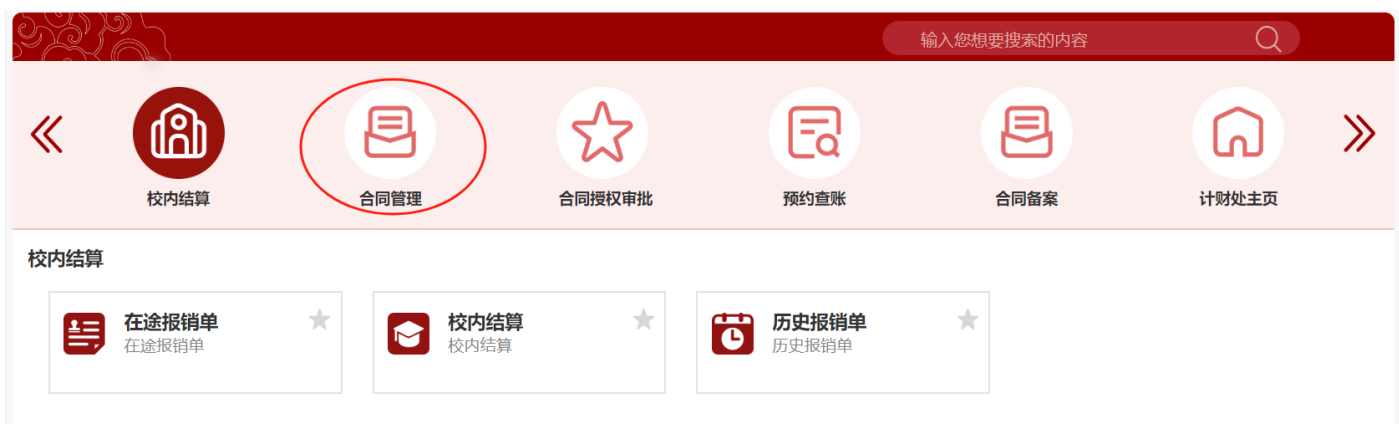 输入您想要搜索的内容
校内结算
合同管理
合同授权审批
预约查账
合同备案
计财处主页
校内结算
在途报销单
在途报销单
校内结算
校内结算
历史报销单
历史报销单